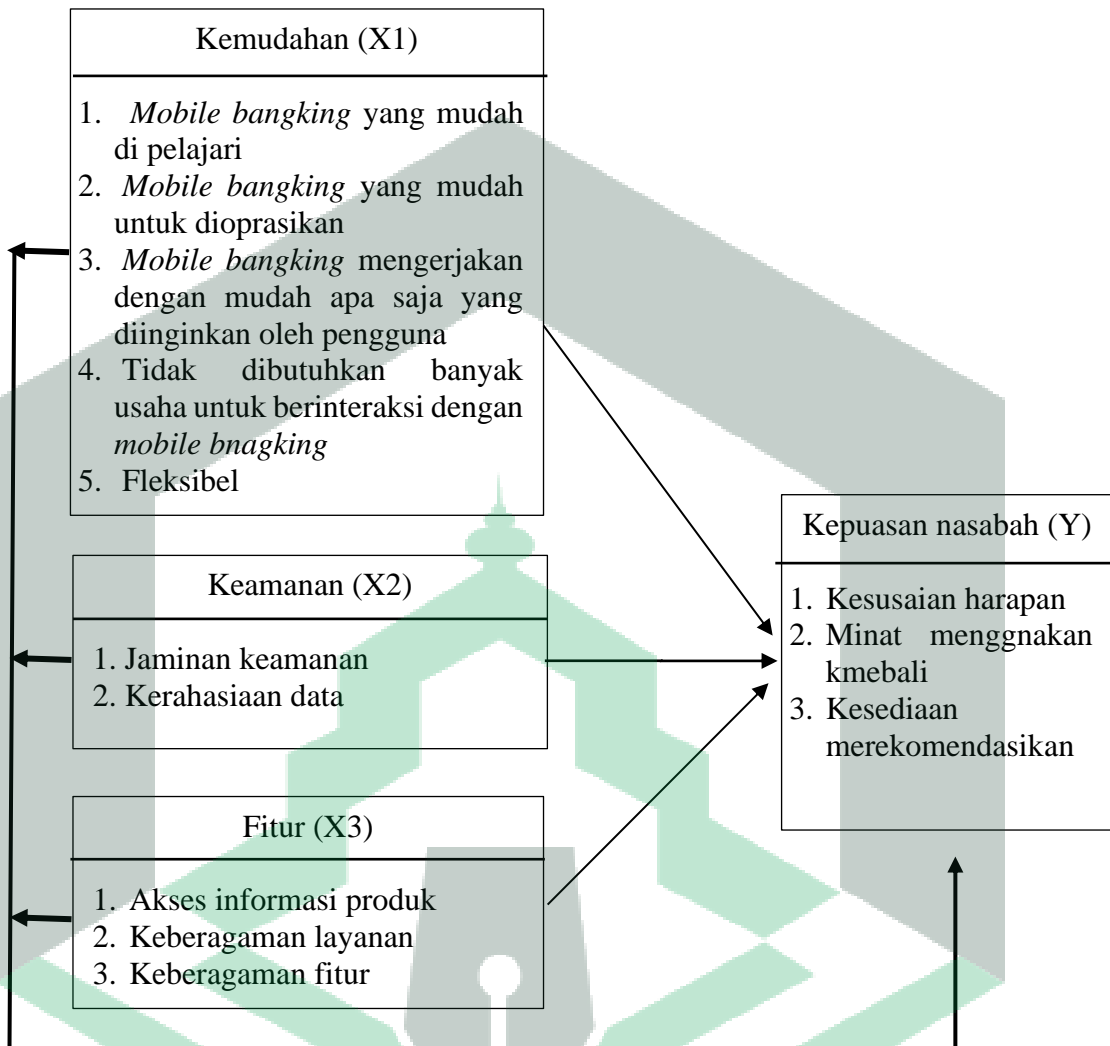 Kemudahan (X1)
1. Mobile bangking yang mudah
di pelajari
2. Mobile bangking yang mudah
untuk dioprasikan
3. Mobile bangking mengerjakan
dengan mudah apa saja yang
diinginkan oleh pengguna
4. Tidak dibutuhkan banyak
usaha untuk berinteraksi dengan
mobile bnagking
5. Fleksibel
Keamanan (X2)
1. Jaminan keamanan
2. Kerahasiaan data
Fitur (X3)
1. Akses informasi produk
2. Keberagaman layanan
3. Keberagaman fitur
Kepuasan nasabah (Y)
1. Kesusaian harapan
2. Minat menggnakan
kmebali
3. Kesediaan
merekomendasikan